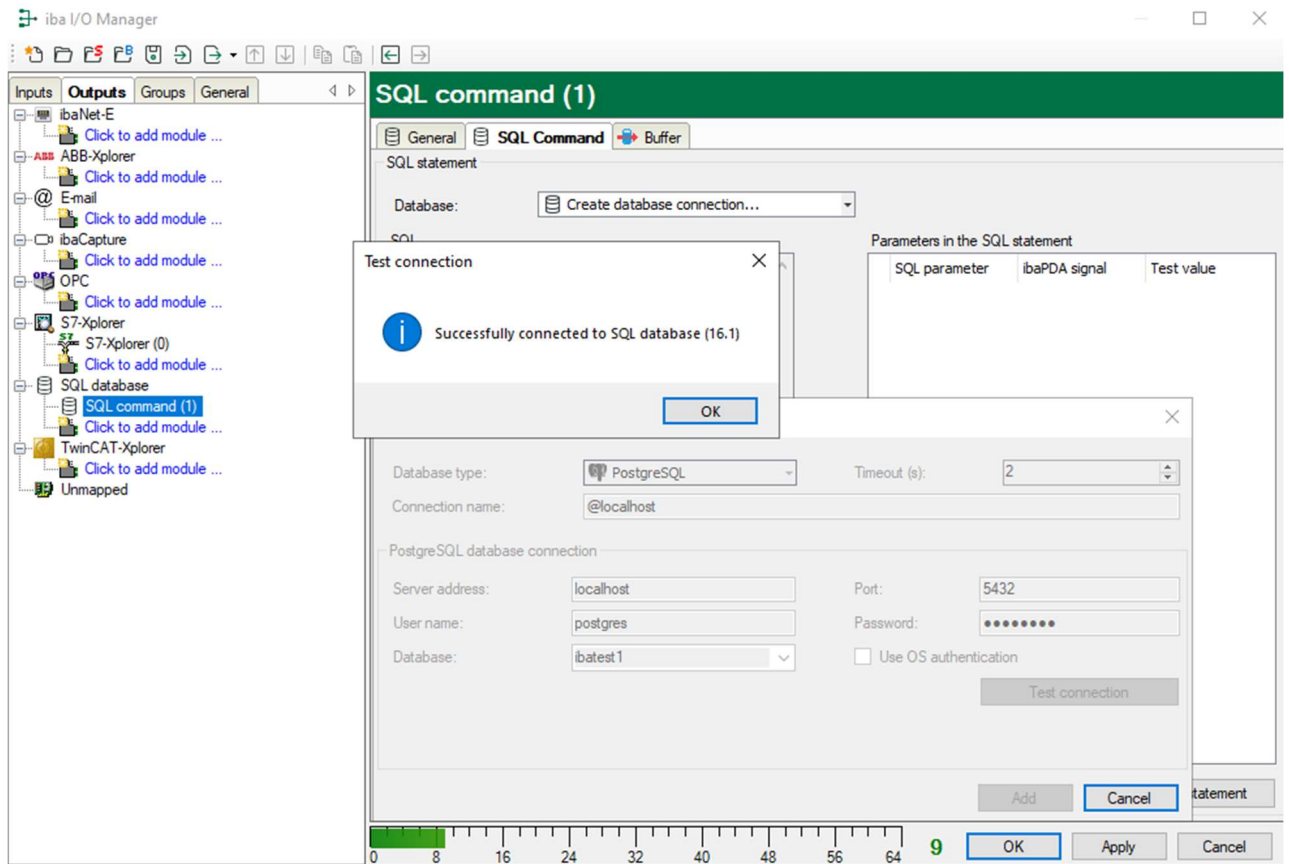 iba I/O Manager
Inputs Outputs Groups General
ibaNet-E
Click to add module ...
ABB ABB-Xplorer
Click to add module ...
@ E-mail
Click to add module ...
ibaCapture
Click to add module ...
OPC OPC
Click to add module ...
S7-Xplorer
S7 S7-Xplorer (0)
Click to add module ...
SQL database
SQL command (1)
Click to add module ...
TwinCAT-Xplorer
Click to add module ...
Unmapped
SQL command (1)
General SQL Command Buffer
SQL statement
Database: Create database connection...
SQL
Parameters in the SQL statement
SQL parameter ibaPDA signal Test value
Test connection
Successfully connected to SQL database (16.1)
OK
Database type: PostgreSQL Timeout (s): 2
Connection name: @localhost
PostgreSQL database connection
Server address: localhost Port: 5432
User name: postgres Password: ●●●●●●●●
Database: ibatest1 Use OS authentication
Test connection
Add Cancel
tatement
0 8 16 24 32 40 48 56 64 9 OK Apply Cancel